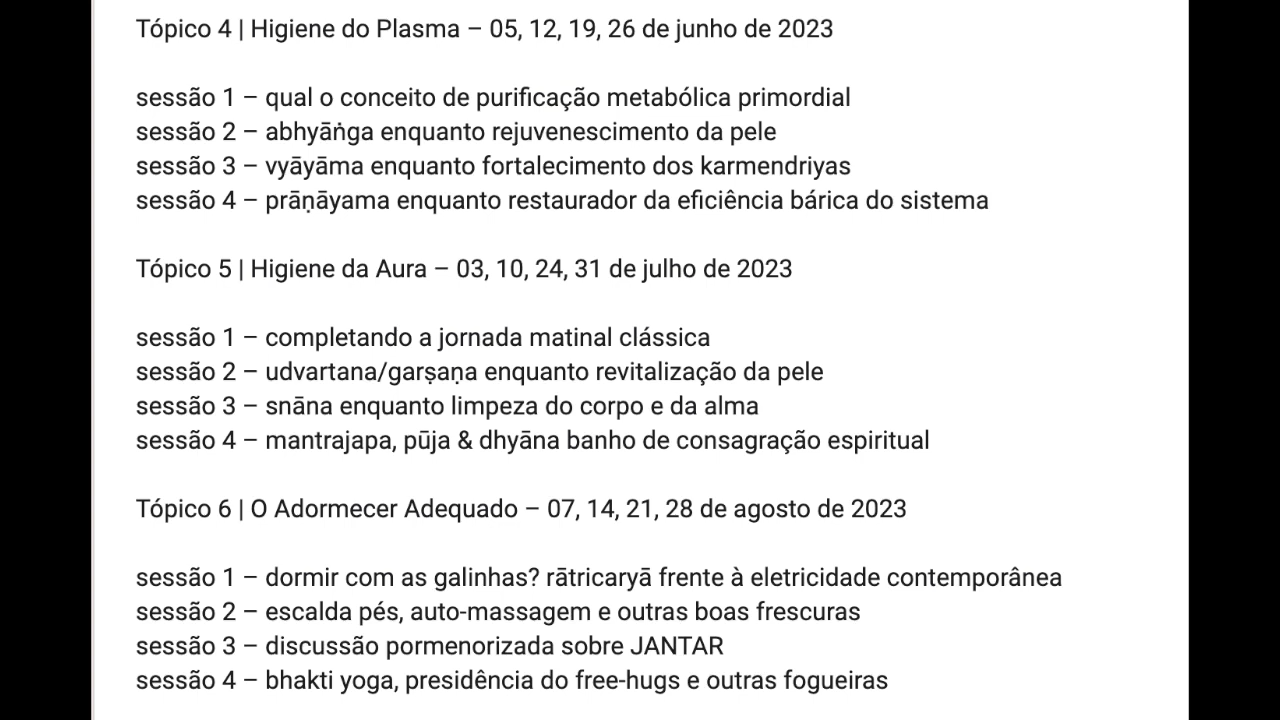 Tópico 4 | Higiene do Plasma – 05, 12, 19, 26 de junho de 2023
sessão 1 – qual o conceito de purificação metabólica primordial
sessão 2 – abhyāṅga enquanto rejuvenescimento da pele
sessão 3 – vyāyāma enquanto fortalecimento dos karmendriyas
sessão 4 – prāṇāyama enquanto restaurador da eficiência bárica do sistema
Tópico 5 | Higiene da Aura – 03, 10, 24, 31 de julho de 2023
sessão 1 – completando a jornada matinal clássica
sessão 2 – udvartana/garṣaṇa enquanto revitalização da pele
sessão 3 – snāna enquanto limpeza do corpo e da alma
sessão 4 – mantrajapa, pūja & dhyāna banho de consagração espiritual
Tópico 6 | O Adormecer Adequado – 07, 14, 21, 28 de agosto de 2023
sessão 1 – dormir com as galinhas? rātricaryā frente à eletricidade contemporânea
sessão 2 – escalda pés, auto-massagem e outras boas frescuras
sessão 3 – discussão pormenorizada sobre JANTAR
sessão 4 – bhakti yoga, presidência do free-hugs e outras fogueiras